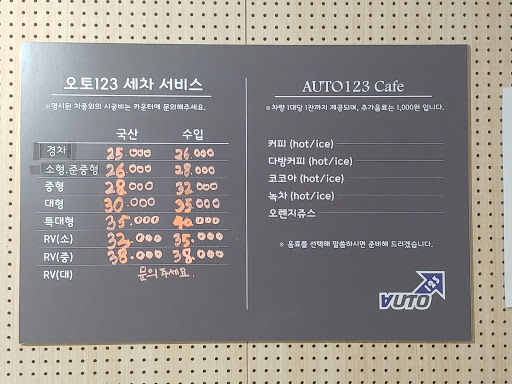 오토123 세차 서비스
※명시된 차종외의 시공비는 카운터에 문의해주세요.
국산 수입
경차 25.000 26.000
소형,준중형 26.000 28.000
중형 28.000 32.000
대형 30.000 35.000
특대형 35.000 40.000
RV(소) 32.000 35.000
RV(중) 38.000 38.000
RV(대) 문의주세요.
AUTO123 Cafe
※차량 1대당 1잔까지 제공되며, 추가음료는 1,000원 입니다.
커피 (hot/ice)
다방커피 (hot/ice)
코코아 (hot/ice)
녹차 (hot/ice)
오렌지쥬스
※ 음료를 선택해 말씀하시면 준비해 드리겠습니다.
AUTO 123